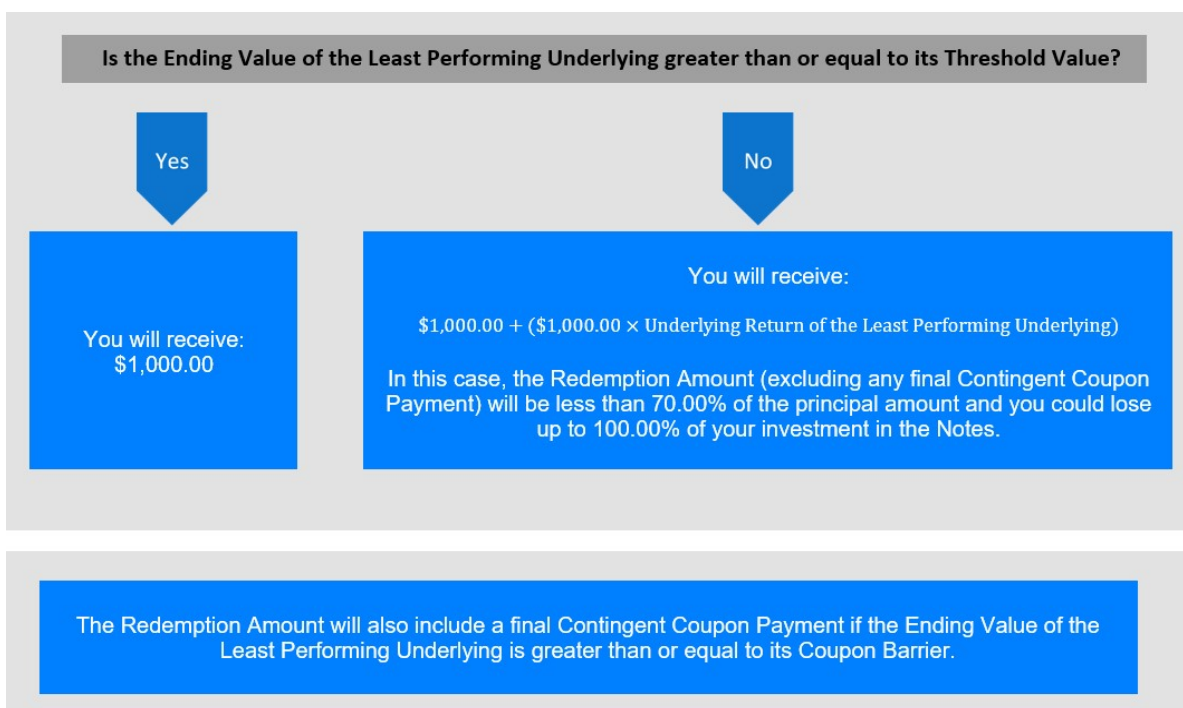 Is the Ending Value of the Least Performing Underlying greater than or equal to its Threshold Value?
Yes
No
You will receive:
$1,000.00
You will receive:
$1,000.00 + ($1,000.00 × Underlying Return of the Least Performing Underlying)
In this case, the Redemption Amount (excluding any final Contingent Coupon
Payment) will be less than 70.00% of the principal amount and you could lose
up to 100.00% of your investment in the Notes.
The Redemption Amount will also include a final Contingent Coupon Payment if the Ending Value of the
Least Performing Underlying is greater than or equal to its Coupon Barrier.